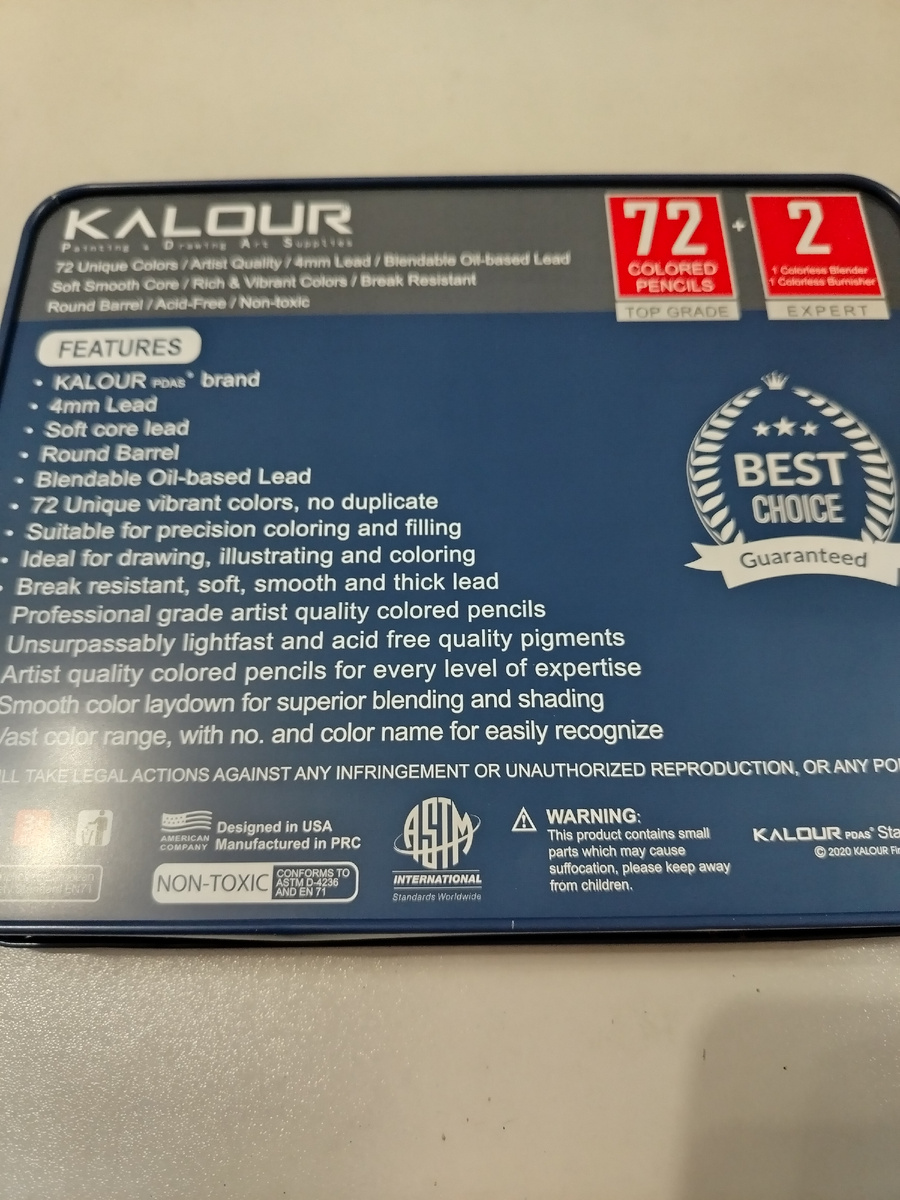 KALOUR
Painting & Drawing Art Supplies
72 Unique Colors / Artist Quality / 4mm Lead / Blendable Oil-based Lead
Soft Smooth Core / Rich & Vibrant Colors / Break Resistant
Round Barrel / Acid-Free / Non-toxic
72
COLORED
PENCILS
TOP GRADE
+
2
1 Colorless Blender
1 Colorless Burnisher
EXPERT
FEATURES
• KALOUR PDAS® brand
• 4mm Lead
• Soft core lead
• Round Barrel
• Blendable Oil-based Lead
• 72 Unique vibrant colors, no duplicate
• Suitable for precision coloring and filling
• Ideal for drawing, illustrating and coloring
• Break resistant, soft, smooth and thick lead
Professional grade artist quality colored pencils
Unsurpassably lightfast and acid free quality pigments
Artist quality colored pencils for every level of expertise
Smooth color laydown for superior blending and shading
Vast color range, with no. and color name for easily recognize
BEST
CHOICE
Guaranteed
LL TAKE LEGAL ACTIONS AGAINST ANY INFRINGEMENT OR UNAUTHORIZED REPRODUCTION, OR ANY PO
AMERICAN
COMPANY
Designed in USA
Manufactured in PRC
NON-TOXIC
CONFORMS TO
ASTM D-4236
AND EN 71
EN71
ASTM
INTERNATIONAL
Standards Worldwide
WARNING:
This product contains small
parts which may cause
suffocation, please keep away
from children.
KALOUR PDAS® Sta
© 2020 KALOUR Fi